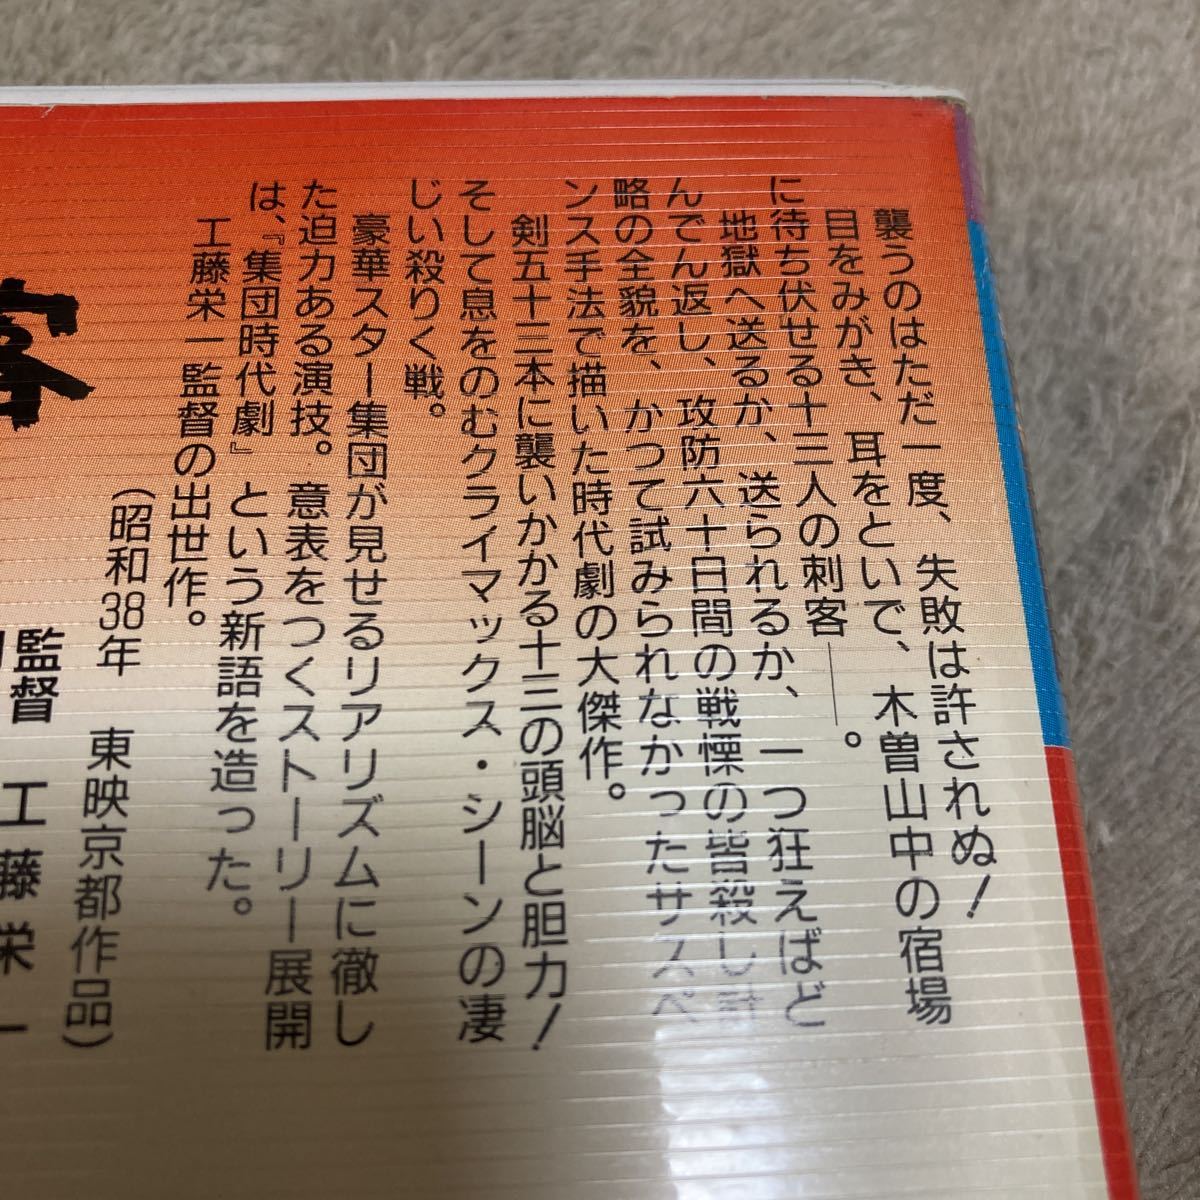 襲うのはただ一度、失敗は許されぬ！
目をみがき、耳をといで、木曽山中の宿場
に待ち伏せる十三人の刺客――。
地獄へ送るか、送られるか、一つ狂えばど
んでん返し、攻防六十日間の戦慄の皆殺し計
略の全貌を、かつて試みられなかったサスペ
ンス手法で描いた時代劇の大傑作。
剣五十三本に襲いかかる十三の頭脳と胆力！
そして息をのむクライマックス・シーンの凄
じい殺りく戦。
豪華スター集団が見せるリアリズムに徹し
た迫力ある演技。意表をつくストーリー展開
は、『集団時代劇』という新語を造った。
工藤栄一監督の出世作。
（昭和38年　東映京都作品）
監督　工藤栄一
客